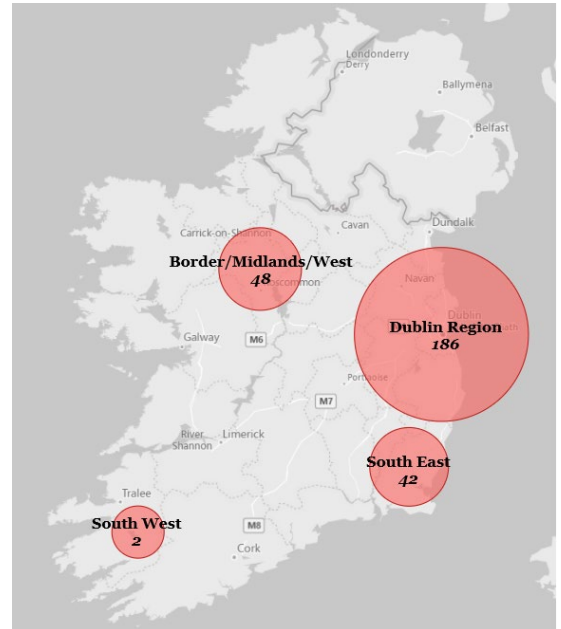 Londonderry
Derry
Ballymena
Belfast
Carrick-on-Shannon
Cavan
Dundalk
Border/Midlands/West
48
Navan
Galway
M6
Dublin
Dublin Region
186
M7
River
Shannon
Limerick
South East
42
Tralee
South West
2
M8
Cork